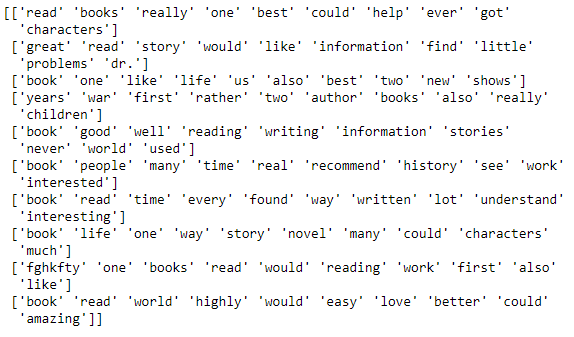 [['read' 'books' 'really' 'one' 'best' 'could' 'help' 'ever' 'got'
'characters']
['great' 'read' 'story' 'would' 'like' 'information' 'find' 'little'
'problems' 'dr.']
['book' 'one' 'like' 'life' 'us' 'also' 'best' 'two' 'new' 'shows']
['years' 'war' 'first' 'rather' 'two' 'author' 'books' 'also' 'really'
'children']
['book' 'good' 'well' 'reading' 'writing' 'information' 'stories'
'never' 'world' 'used']
['book' 'people' 'many' 'time' 'real' 'recommend' 'history' 'see' 'work'
'interested']
['book' 'read' 'time' 'every' 'found' 'way' 'written' 'lot' 'understand'
'interesting']
['book' 'life' 'one' 'way' 'story' 'novel' 'many' 'could' 'characters'
'much']
['fghkfty' 'one' 'books' 'read' 'would' 'reading' 'work' 'first' 'also'
'like']
['book' 'read' 'world' 'highly' 'would' 'easy' 'love' 'better' 'could'
'amazing']]